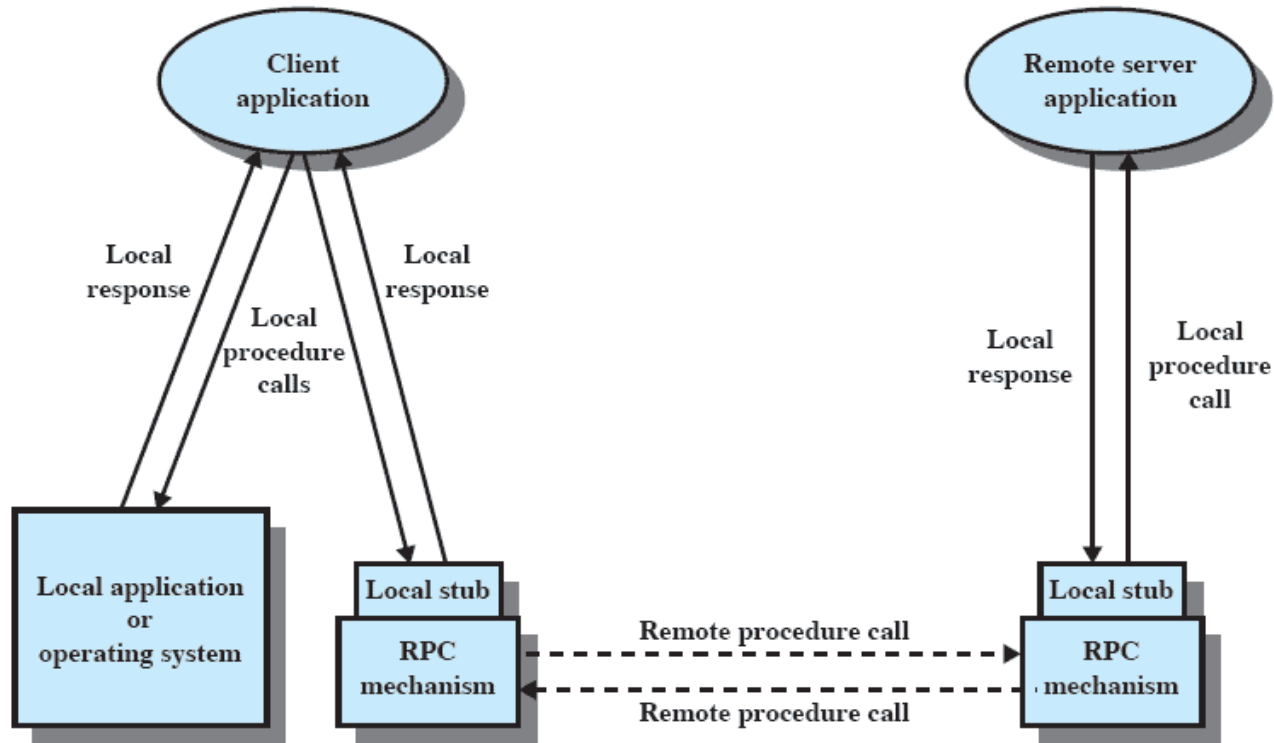 Client
application
Remote server
application
Local
response
Local
response
Local
procedure
calls
Local
response
Local
procedure
call
Local application
or
operating system
Local stub
RPC
mechanism
Remote procedure call
Remote procedure call
Local stub
RPC
mechanism